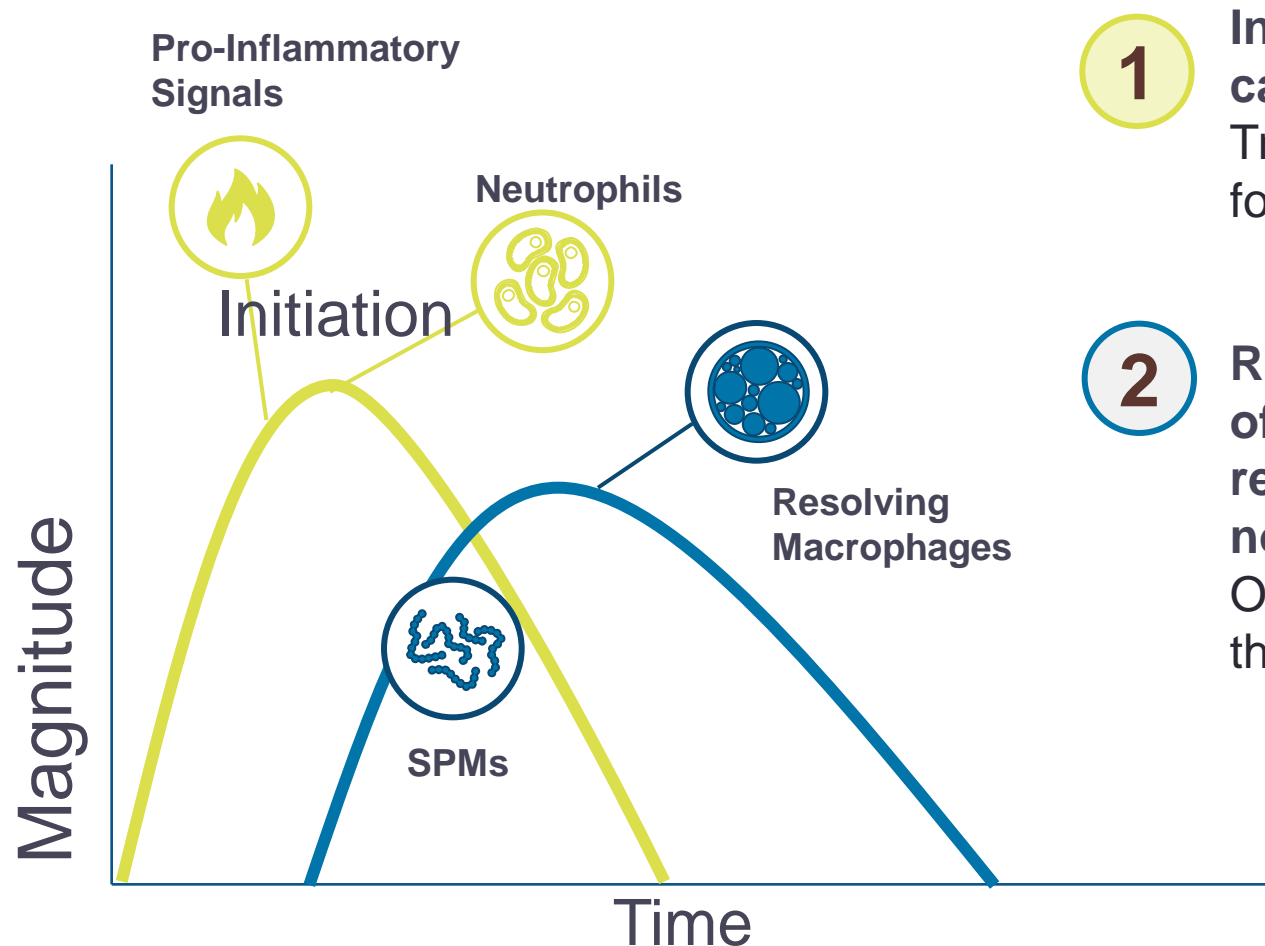 Pro-Inflammatory
Signals
Neutrophils
Initiation
Resolving
Macrophages
SPMs
Magnitude
Time
1
2